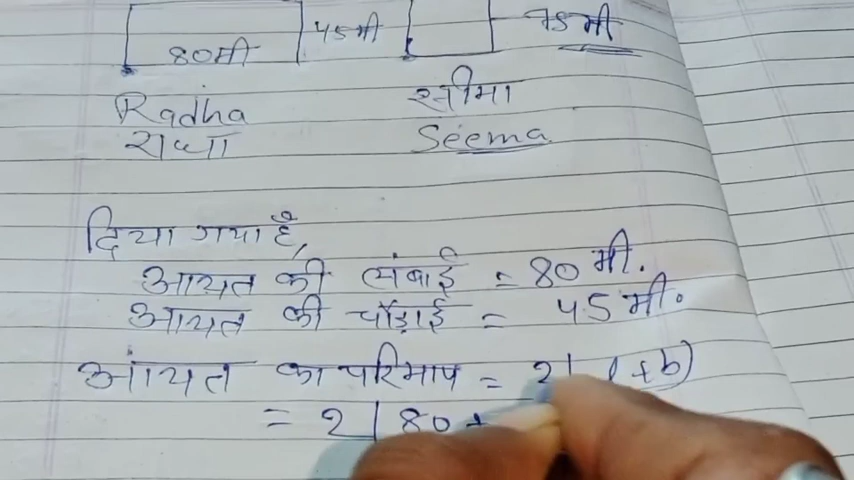 80मी 45मी 75मी
Radha सीमा
राधा Seema
दिया गया है,
आयत की लंबाई = 80 मी.
आयत की चौड़ाई = 45 मी.
आयत का परिमाप = 2(l+b)
= 2(80+